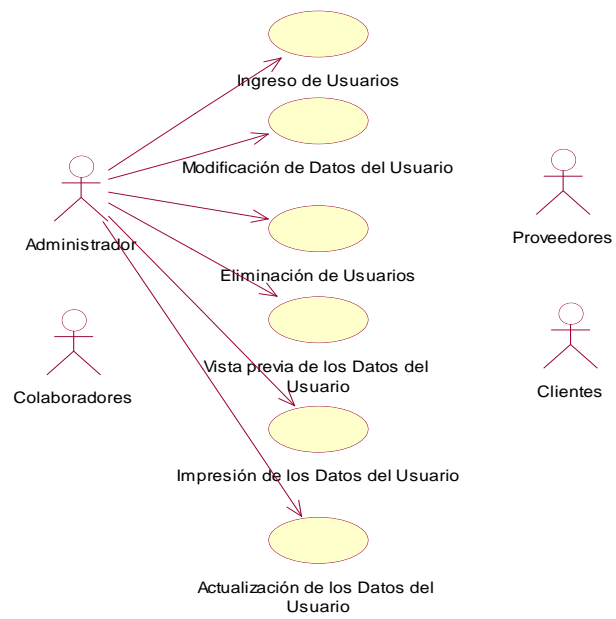 Ingreso de Usuarios
Modificación de Datos del Usuario
Administrador
Proveedores
Eliminación de Usuarios
Vista previa de los Datos del
Usuario
Colaboradores
Clientes
Impresión de los Datos del Usuario
Actualización de los Datos del
Usuario